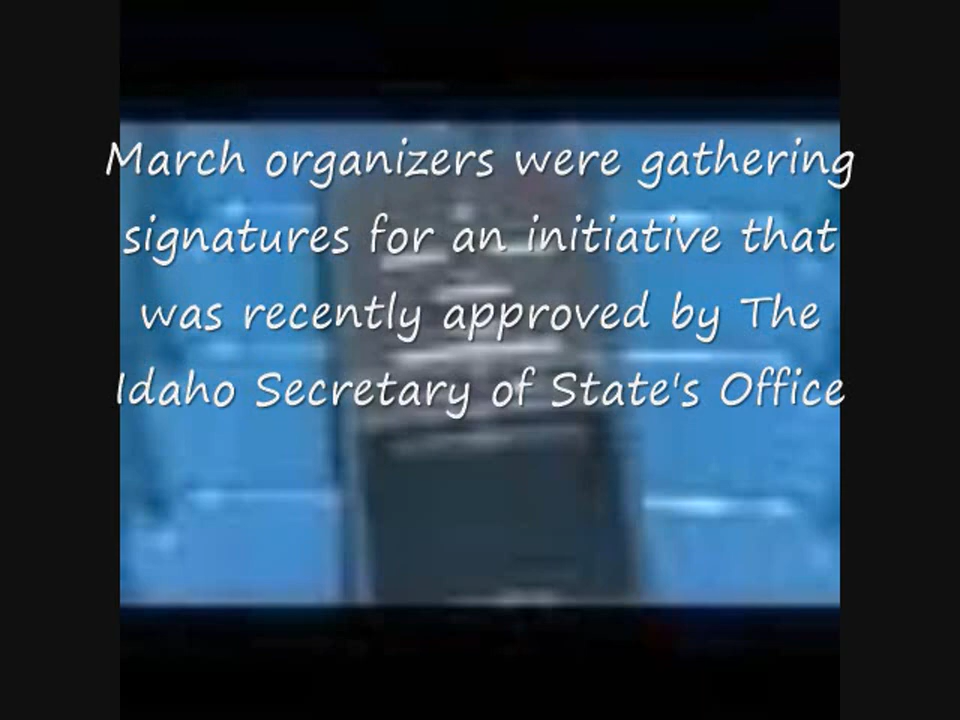 March organizers were gathering
signatures for an initiative that
was recently approved by The
Idaho Secretary of State's Office